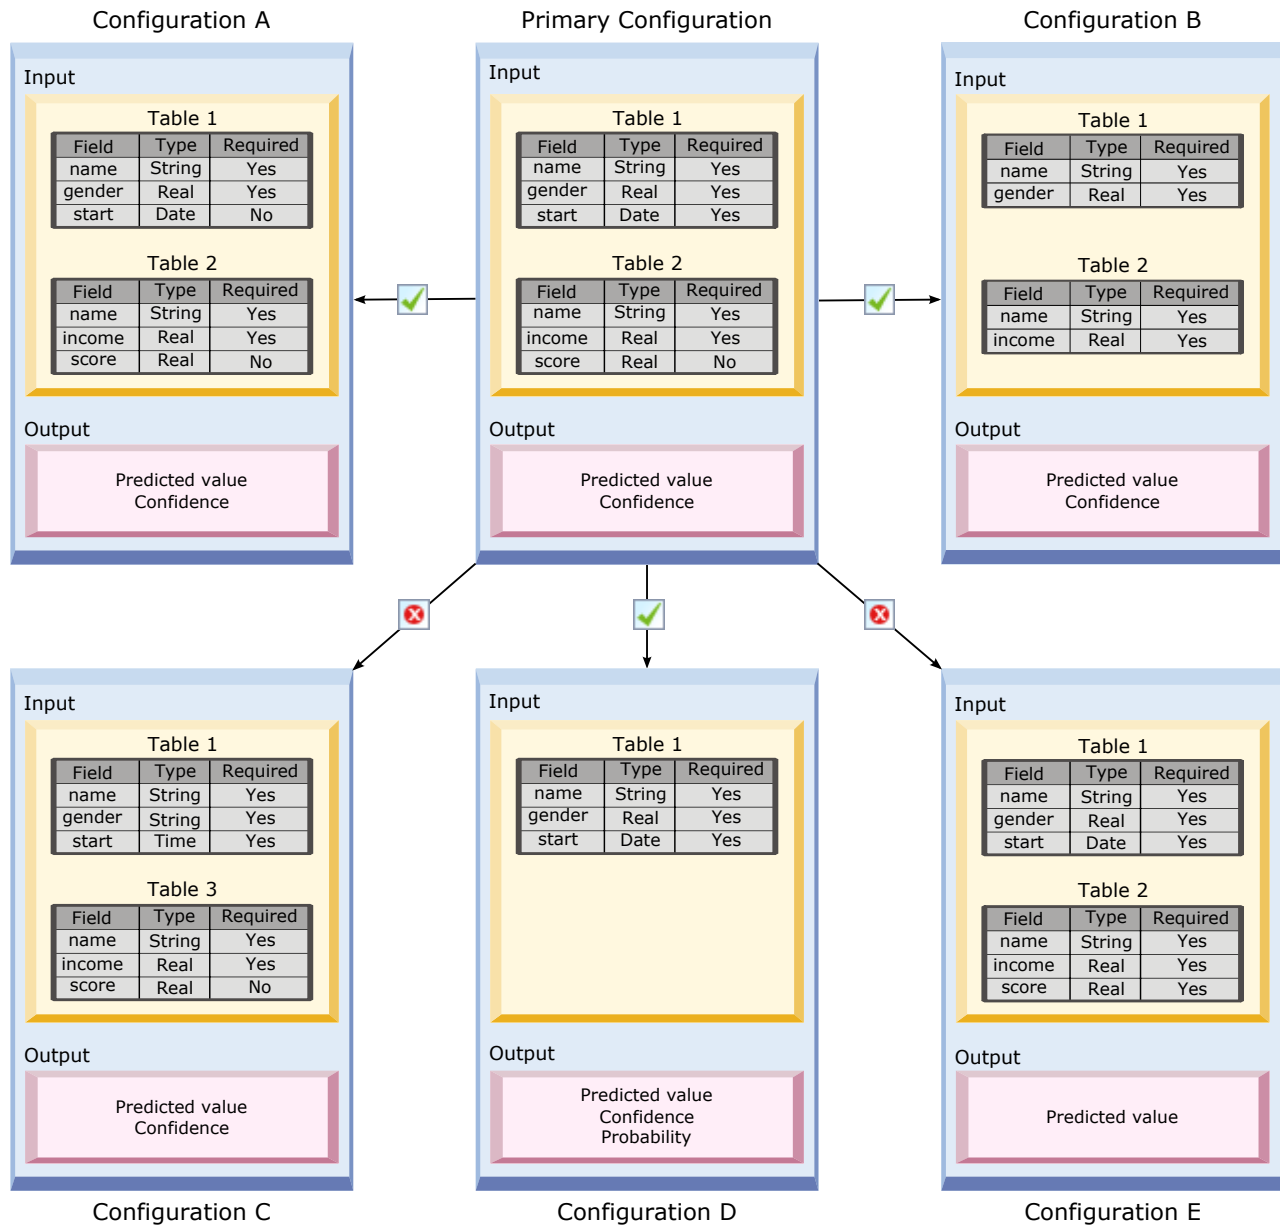 Configuration A
Input
Table 1
Field Type Required
name String Yes
gender Real Yes
start Date No
Table 2
Field Type Required
name String Yes
income Real Yes
score Real No
Output
Predicted value
Confidence
Primary Configuration
Input
Table 1
Field Type Required
name String Yes
gender Real Yes
start Date Yes
Table 2
Field Type Required
name String Yes
income Real Yes
score Real No
Output
Predicted value
Confidence
Configuration B
Input
Table 1
Field Type Required
name String Yes
gender Real Yes
Table 2
Field Type Required
name String Yes
income Real Yes
Output
Predicted value
Confidence
Input
Table 1
Field Type Required
name String Yes
gender String Yes
start Time Yes
Table 3
Field Type Required
name String Yes
income Real Yes
score Real No
Output
Predicted value
Confidence
Configuration C
Input
Table 1
Field Type Required
name String Yes
gender Real Yes
start Date Yes
Output
Predicted value
Confidence
Probability
Configuration D
Input
Table 1
Field Type Required
name String Yes
gender Real Yes
start Date Yes
Table 2
Field Type Required
name String Yes
income Real Yes
score Real Yes
Output
Predicted value
Configuration E